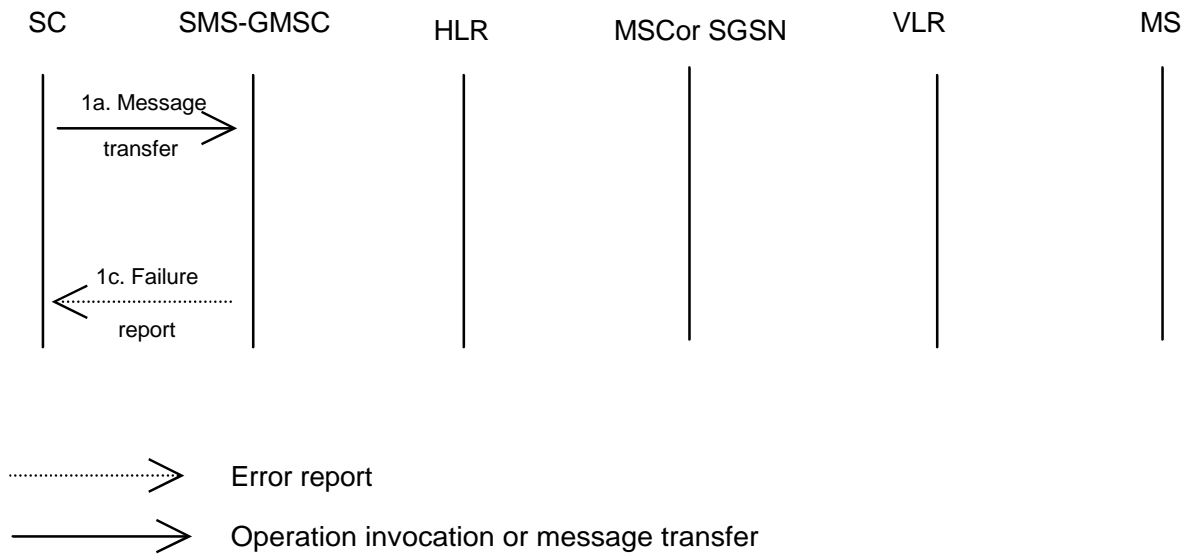 SC SMS-GMSC HLR MSCor SGSN VLR MS
1a. Message
transfer
1c. Failure
report
Error report
Operation invocation or message transfer